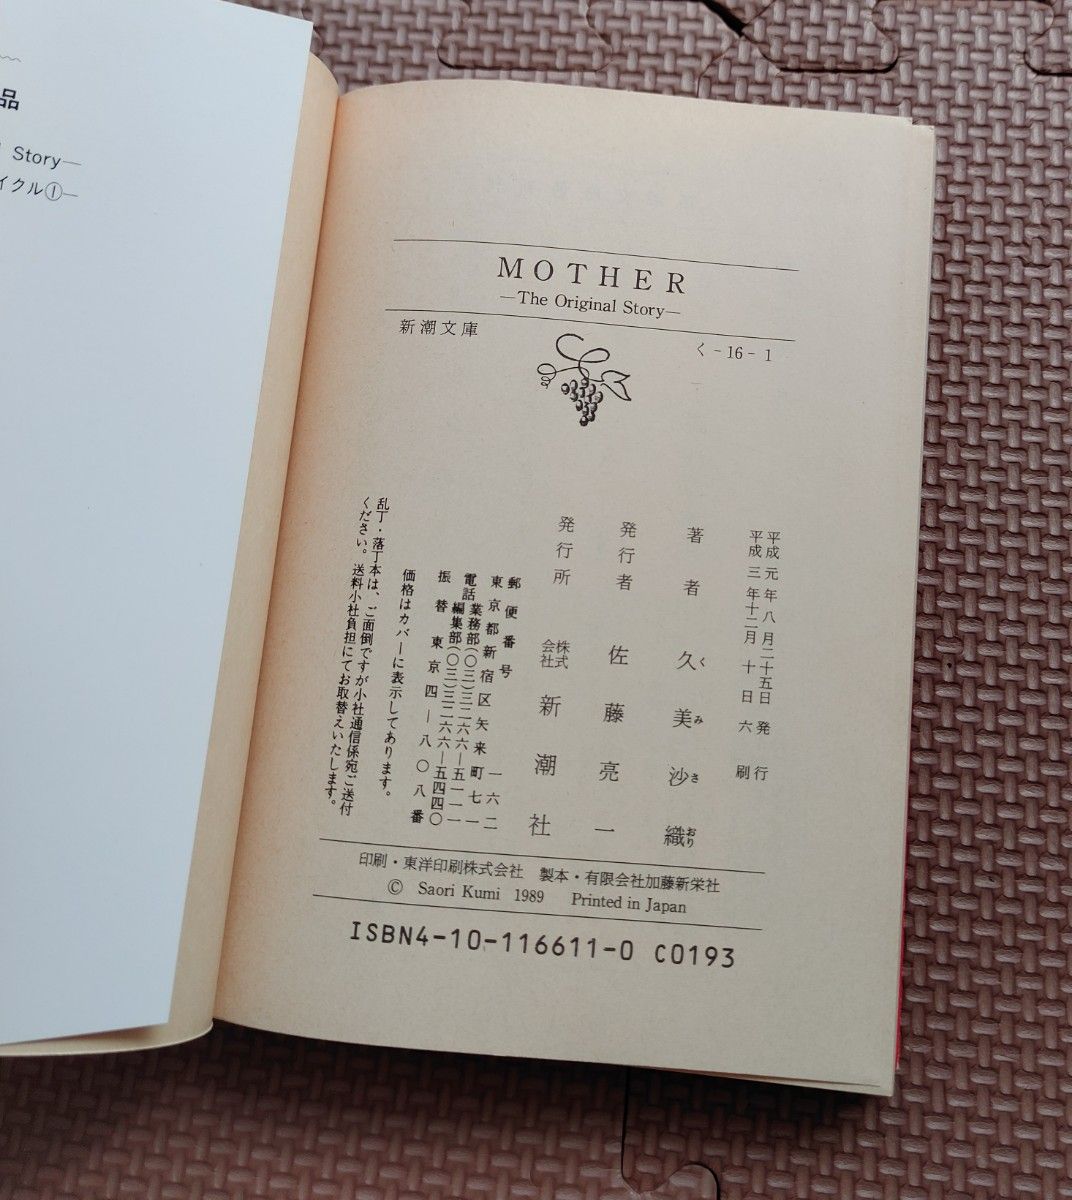 品
Story—
イクル①—
MOTHER
—The Original Story—
新潮文庫
く-16-1
平成元年八月二十五日発行
平成三年十二月十日六刷
著者 久美沙織
く み さ おり
発行者 佐藤亮一
発行所 株式会社 新潮社
郵便番号 一六二
東京都新宿区矢来町七一
電話 業務部(〇三)三二六六—五一一一
編集部(〇三)三二六六—五四四〇
振替東京四—八〇八番
価格はカバーに表示してあります。
乱丁・落丁本は、ご面倒ですが小社通信係宛ご送付
ください。送料小社負担にてお取替えいたします。
印刷・東洋印刷株式会社 製本・有限会社加藤新栄社
© Saori Kumi 1989 Printed in Japan
ISBN4-10-116611-0 C0193